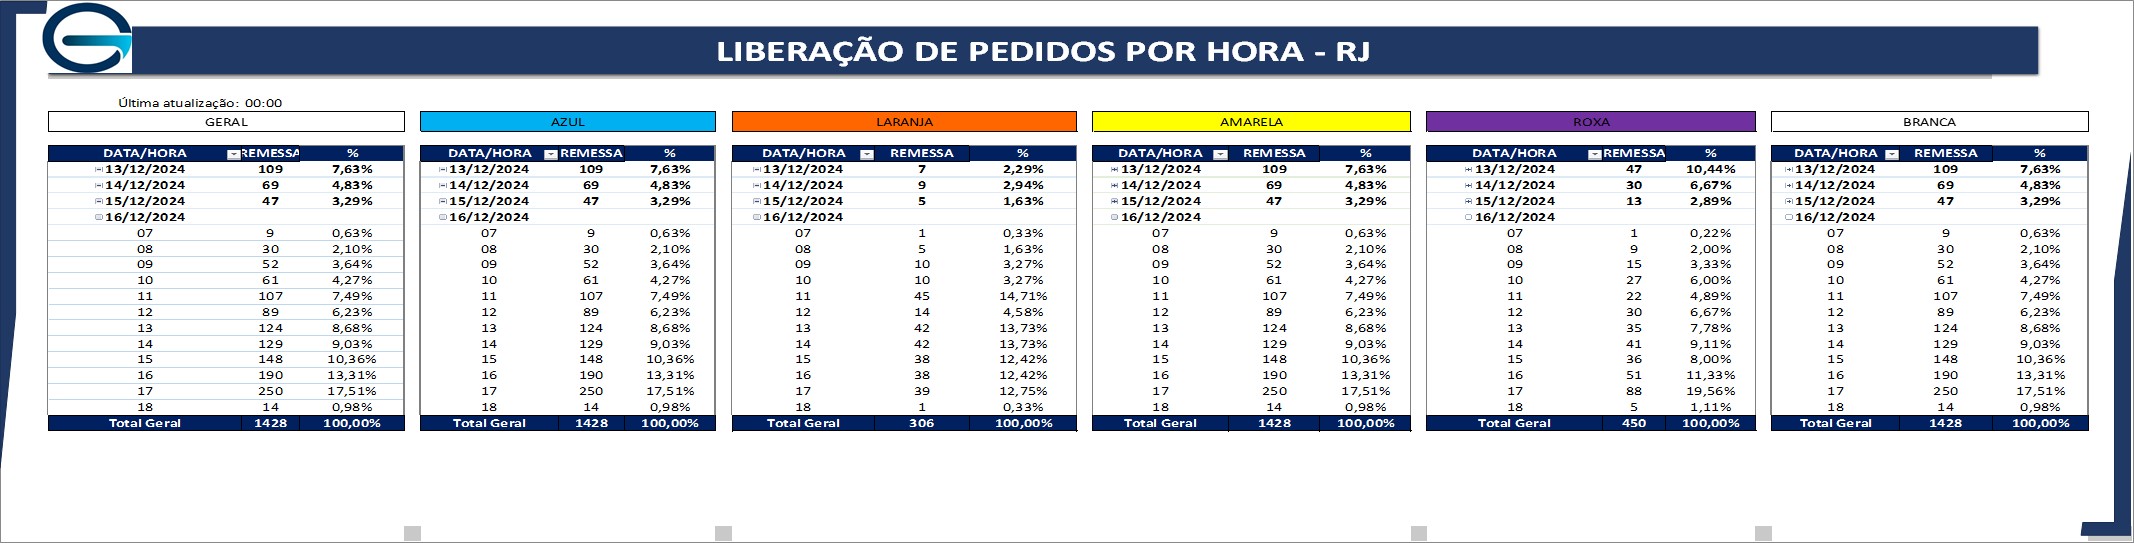 LIBERAÇÃO DE PEDIDOS POR HORA - RJ
Última atualização: 00:00
GERAL AZUL LARANJA AMARELA ROXA BRANCA
DATA/HORA REMESSA % DATA/HORA REMESSA % DATA/HORA REMESSA % DATA/HORA REMESSA % DATA/HORA REMESSA % DATA/HORA REMESSA %
13/12/2024 109 7,63% 13/12/2024 109 7,63% 13/12/2024 7 2,29% 13/12/2024 109 7,63% 13/12/2024 47 10,44% 13/12/2024 109 7,63%
14/12/2024 69 4,83% 14/12/2024 69 4,83% 14/12/2024 9 2,94% 14/12/2024 69 4,83% 14/12/2024 30 6,67% 14/12/2024 69 4,83%
15/12/2024 47 3,29% 15/12/2024 47 3,29% 15/12/2024 5 1,63% 15/12/2024 47 3,29% 15/12/2024 13 2,89% 15/12/2024 47 3,29%
16/12/2024 16/12/2024 16/12/2024 16/12/2024 16/12/2024 16/12/2024
07 9 0,63% 07 9 0,63% 07 1 0,33% 07 9 0,63% 07 1 0,22% 07 9 0,63%
08 30 2,10% 08 30 2,10% 08 5 1,63% 08 30 2,10% 08 9 2,00% 08 30 2,10%
09 52 3,64% 09 52 3,64% 09 10 3,27% 09 52 3,64% 09 15 3,33% 09 52 3,64%
10 61 4,27% 10 61 4,27% 10 10 3,27% 10 61 4,27% 10 27 6,00% 10 61 4,27%
11 107 7,49% 11 107 7,49% 11 45 14,71% 11 107 7,49% 11 22 4,89% 11 107 7,49%
12 89 6,23% 12 89 6,23% 12 14 4,58% 12 89 6,23% 12 30 6,67% 12 89 6,23%
13 124 8,68% 13 124 8,68% 13 42 13,73% 13 124 8,68% 13 35 7,78% 13 124 8,68%
14 129 9,03% 14 129 9,03% 14 42 13,73% 14 129 9,03% 14 41 9,11% 14 129 9,03%
15 148 10,36% 15 148 10,36% 15 38 12,42% 15 148 10,36% 15 36 8,00% 15 148 10,36%
16 190 13,31% 16 190 13,31% 16 38 12,42% 16 190 13,31% 16 51 11,33% 16 190 13,31%
17 250 17,51% 17 250 17,51% 17 39 12,75% 17 250 17,51% 17 88 19,56% 17 250 17,51%
18 14 0,98% 18 14 0,98% 18 1 0,33% 18 14 0,98% 18 5 1,11% 18 14 0,98%
Total Geral 1428 100,00% Total Geral 1428 100,00% Total Geral 306 100,00% Total Geral 1428 100,00% Total Geral 450 100,00% Total Geral 1428 100,00%